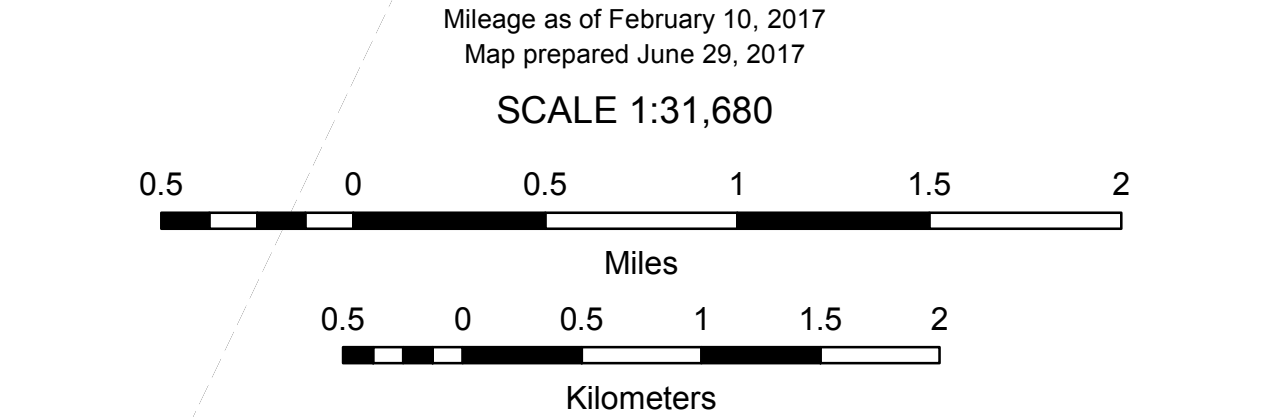 Mileage as of February 10, 2017
Map prepared June 29, 2017
SCALE 1:31,680
0.5 0 0.5 1 1.5 2
Miles
0.5 0 0.5 1 1.5 2
Kilometers